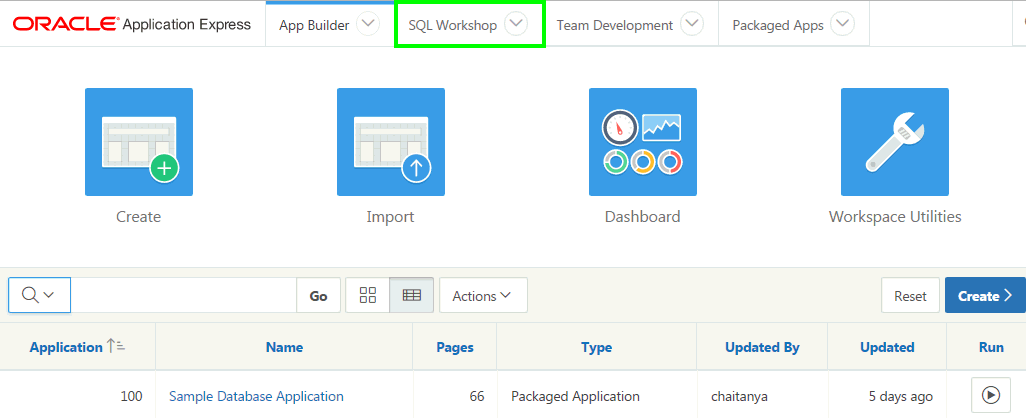 ORACLE Application Express App Builder SQL Workshop Team Development Packaged Apps
Create Import Dashboard Workspace Utilities
Go Actions Reset Create
Application Name Pages Type Updated By Updated Run
100 Sample Database Application 66 Packaged Application chaitanya 5 days ago